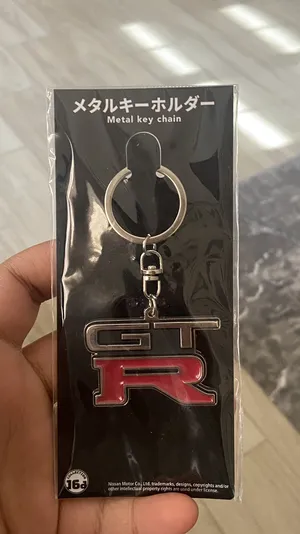 メタルキーホルダー
Metal key chain
GT
R
Nissan Motor Co., Ltd. trademarks, designs, copyrights and/or
other intellectual property rights are used under license.